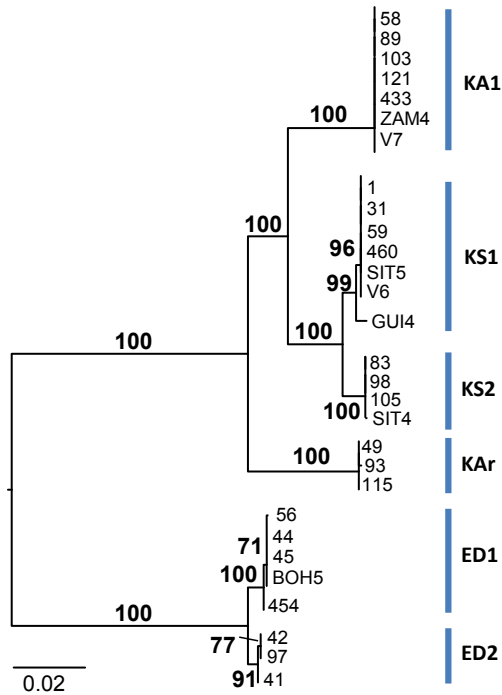 58
89
103
121
433
100 ZAM4
V7
KA1
1
31
59
100
96 460
SIT5
99 V6
GUI4
KS1
100
83
98
105
100 SIT4
KS2
100
49
100 93
115
KAr
56
44
71 45
100 BOH5
454
ED1
100
77 42
97
91 41
ED2
0.02